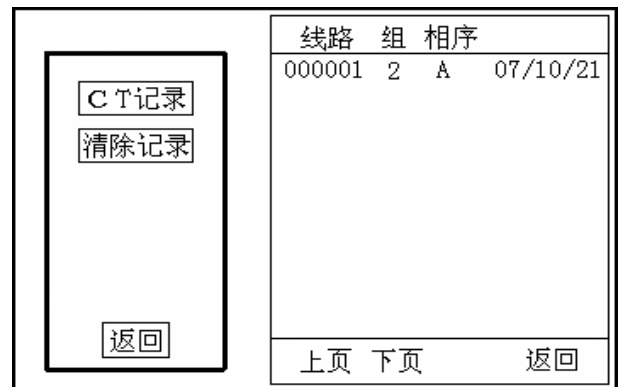 CT记录
清除记录
返回
线路 组 相序
000001 2 A 07/10/21
上页 下页 返回